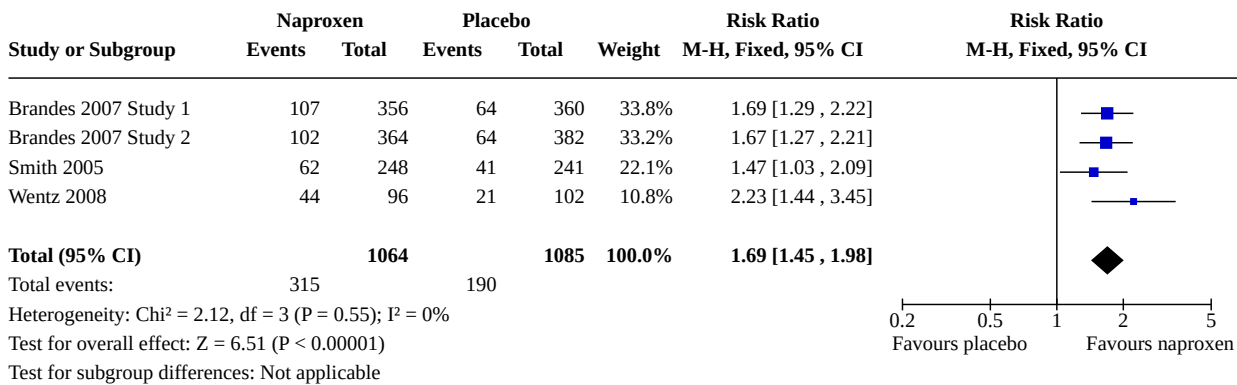 Naproxen Placebo Risk Ratio Risk Ratio
Study or Subgroup Events Total Events Total Weight M-H, Fixed, 95% CI M-H, Fixed, 95% CI
Brandes 2007 Study 1 107 356 64 360 33.8% 1.69 [1.29 , 2.22]
Brandes 2007 Study 2 102 364 64 382 33.2% 1.67 [1.27 , 2.21]
Smith 2005 62 248 41 241 22.1% 1.47 [1.03 , 2.09]
Wentz 2008 44 96 21 102 10.8% 2.23 [1.44 , 3.45]
Total (95% CI) 1064 1085 100.0% 1.69 [1.45 , 1.98]
Total events: 315 190
Heterogeneity: Chi² = 2.12, df = 3 (P = 0.55); I² = 0%
0.2 0.5 1 2 5
Test for overall effect: Z = 6.51 (P < 0.00001) Favours placebo Favours naproxen
Test for subgroup differences: Not applicable